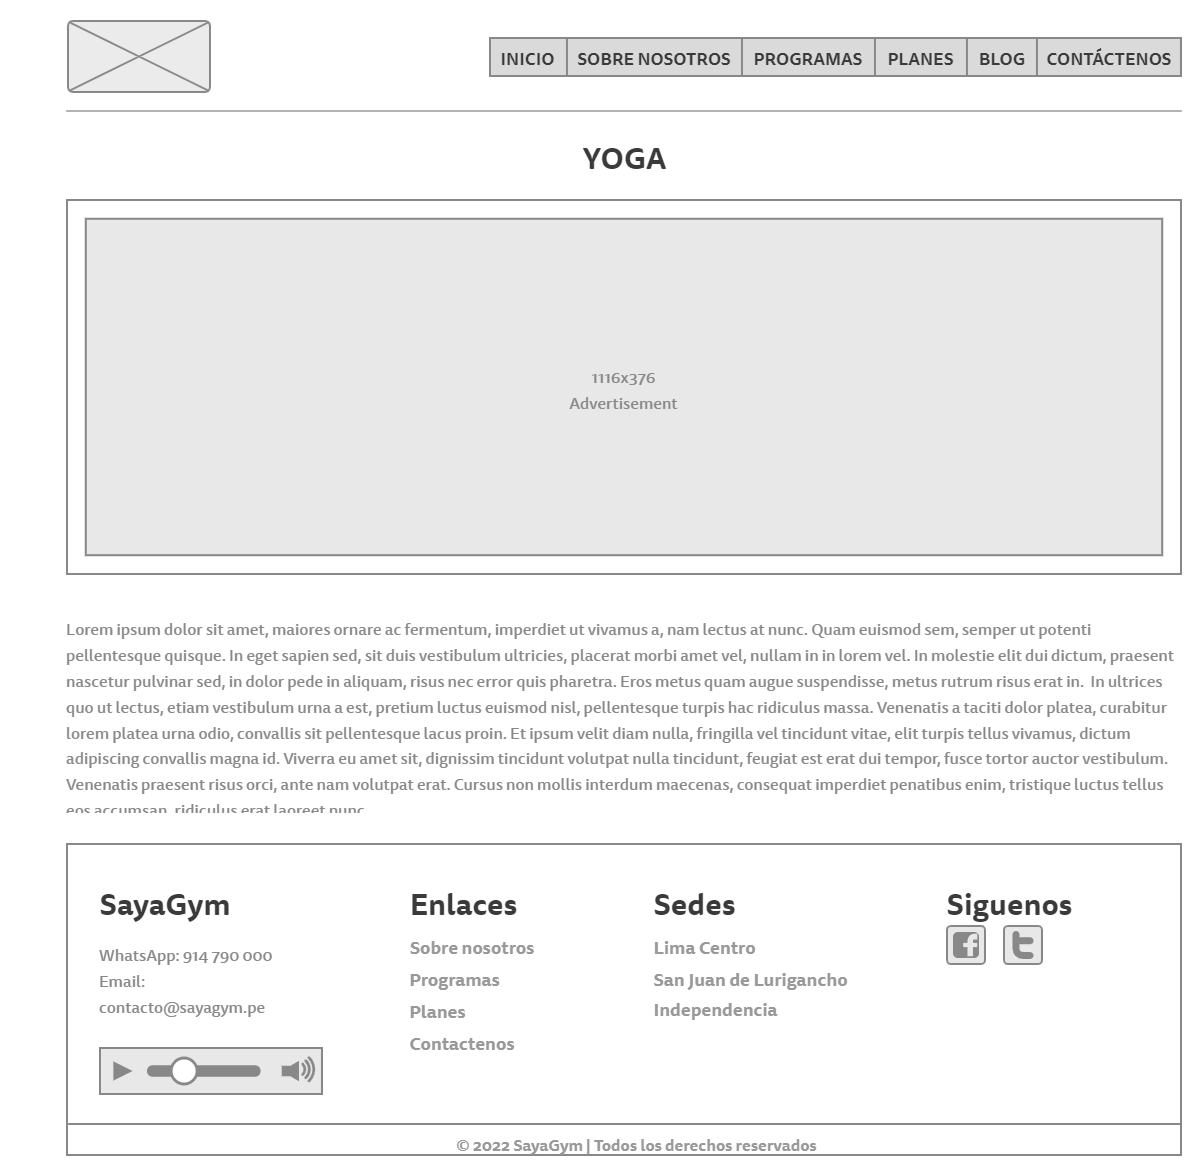 INICIO SOBRE NOSOTROS PROGRAMAS PLANES BLOG CONTÁCTENOS
YOGA
1116x376
Advertisement
Lorem ipsum dolor sit amet, maiores ornare ac fermentum, imperdiet ut vivamus a, nam lectus at nunc. Quam euismod sem, semper ut potenti
pellentesque quisque. In eget sapien sed, sit duis vestibulum ultricies, placerat morbi amet vel, nullam in in lorem vel. In molestie elit dui dictum, praesent
nascetur pulvinar sed, in dolor pede in aliquam, risus nec error quis pharetra. Eros metus quam augue suspendisse, metus rutrum risus erat in.  In ultrices
quo ut lectus, etiam vestibulum urna a est, pretium luctus euismod nisl, pellentesque turpis hac ridiculus massa. Venenatis a taciti dolor platea, curabitur
lorem platea urna odio, convallis sit pellentesque lacus proin. Et ipsum velit diam nulla, fringilla vel tincidunt vitae, elit turpis tellus vivamus, dictum
adipiscing convallis magna id. Viverra eu amet sit, dignissim tincidunt volutpat nulla tincidunt, feugiat est erat dui tempor, fusce tortor auctor vestibulum.
Venenatis praesent risus orci, ante nam volutpat erat. Cursus non mollis interdum maecenas, consequat imperdiet penatibus enim, tristique luctus tellus
eos accumsan, ridiculus erat laoreet nunc.
SayaGym
WhatsApp: 914 790 000
Email:
contacto@sayagym.pe
Enlaces
Sobre nosotros
Programas
Planes
Contactenos
Sedes
Lima Centro
San Juan de Lurigancho
Independencia
Siguenos
© 2022 SayaGym | Todos los derechos reservados